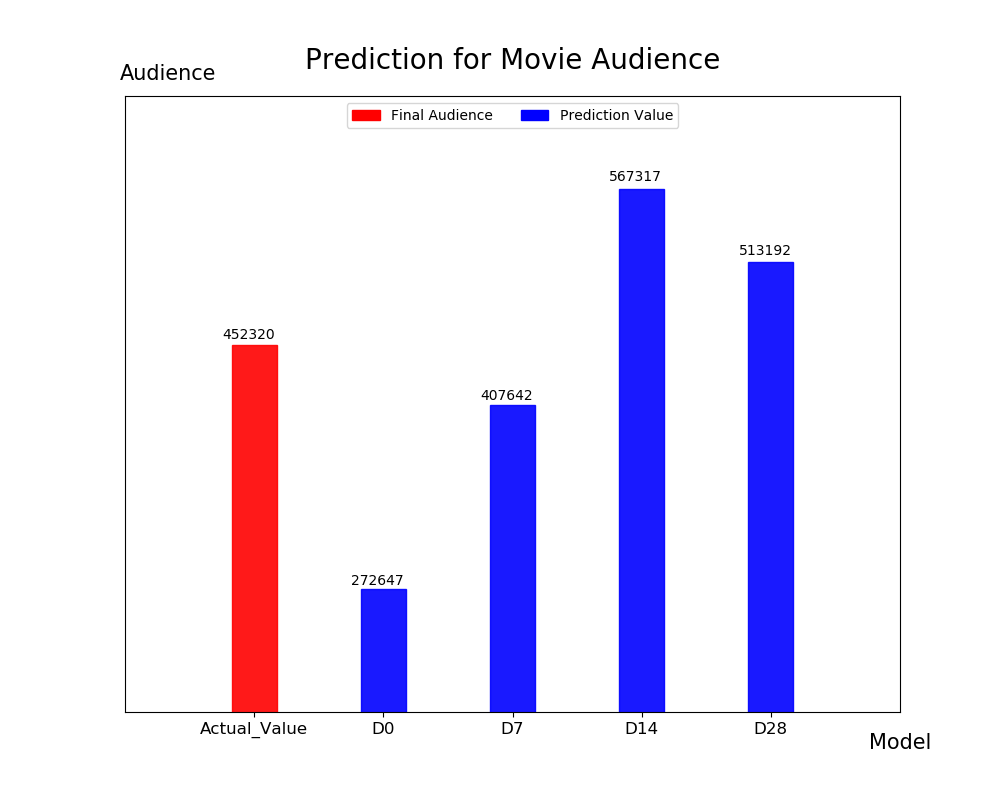 Prediction for Movie Audience
Audience
Final Audience Prediction Value
567317
513192
452320
407642
272647
Actual_Value D0 D7 D14 D28
Model